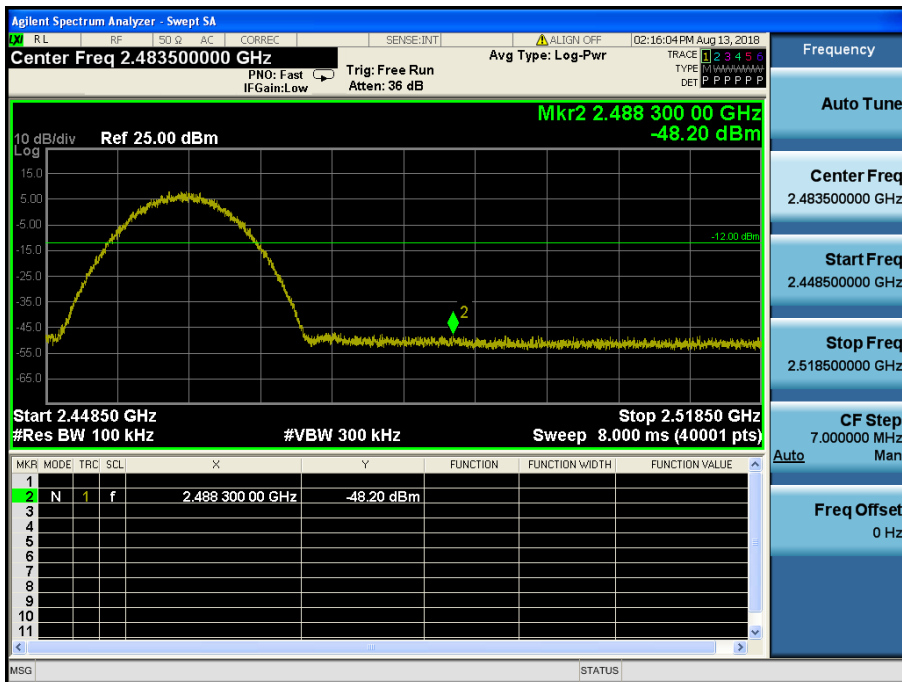 Agilent Spectrum Analyzer - Swept SA
LXI RL RF 50 Ω AC CORREC SENSE:INT ALIGN OFF 02:16:04 PM Aug 13, 2018
Center Freq 2.483500000 GHz
PNO: Fast
IFGain:Low
Trig: Free Run
Atten: 36 dB
Avg Type: Log-Pwr
TRACE 1 2 3 4 5 6
TYPE M WWWWW
DET P P P P P P
Mkr2 2.488 300 00 GHz
-48.20 dBm
10 dB/div Ref 25.00 dBm
Log
15.0
5.00
-5.00
-12.00 dBm
-15.0
-25.0
-35.0
2
-45.0
-55.0
-65.0
Start 2.44850 GHz Stop 2.51850 GHz
#Res BW 100 kHz #VBW 300 kHz Sweep 8.000 ms (40001 pts)
MKR MODE TRC SCL X Y FUNCTION FUNCTION WIDTH FUNCTION VALUE
1
2 N 1 f 2.488 300 00 GHz -48.20 dBm
3
4
5
6
7
8
9
10
11
MSG STATUS
Frequency
Auto Tune
Center Freq
2.483500000 GHz
Start Freq
2.448500000 GHz
Stop Freq
2.518500000 GHz
CF Step
7.000000 MHz
Auto Man
Freq Offset
0 Hz